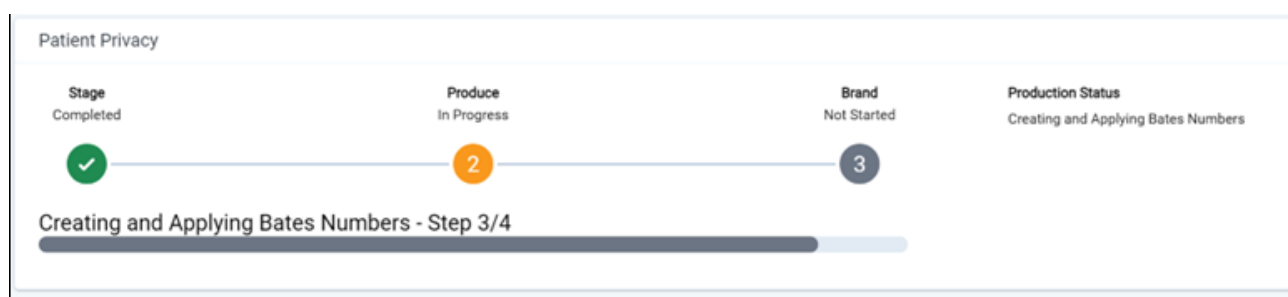 Patient Privacy
Stage
Completed
Produce
In Progress
Brand
Not Started
Production Status
Creating and Applying Bates Numbers
2
3
Creating and Applying Bates Numbers - Step 3/4